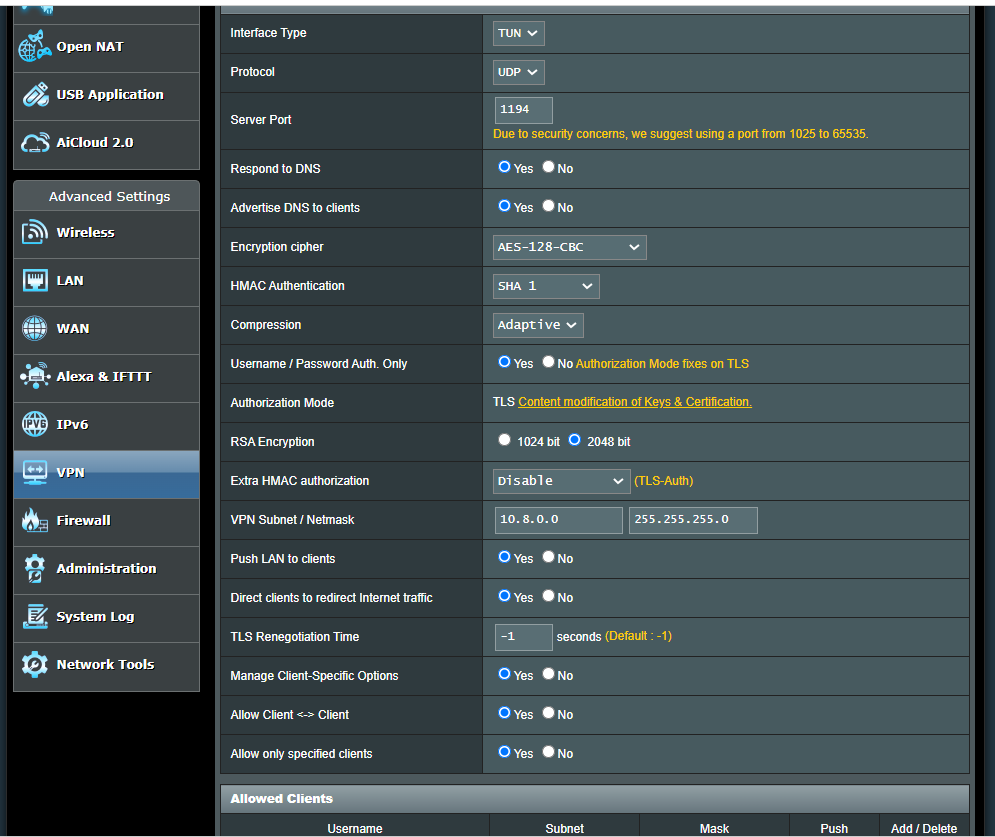 Open NAT
USB Application
AiCloud 2.0
Advanced Settings
Wireless
LAN
WAN
Alexa & IFTTT
IPV6 IPv6
VPN
Firewall
Administration
System Log
Network Tools
Interface Type TUN
Protocol UDP
Server Port 1194
Due to security concerns, we suggest using a port from 1025 to 65535.
Respond to DNS Yes No
Advertise DNS to clients Yes No
Encryption cipher AES-128-CBC
HMAC Authentication SHA 1
Compression Adaptive
Username / Password Auth. Only Yes No Authorization Mode fixes on TLS
Authorization Mode TLS Content modification of Keys & Certification.
RSA Encryption 1024 bit 2048 bit
Extra HMAC authorization Disable (TLS-Auth)
VPN Subnet / Netmask 10.8.0.0 255.255.255.0
Push LAN to clients Yes No
Direct clients to redirect Internet traffic Yes No
TLS Renegotiation Time -1 seconds (Default : -1)
Manage Client-Specific Options Yes No
Allow Client <-> Client Yes No
Allow only specified clients Yes No
Allowed Clients
Username Subnet Mask Push Add / Delete